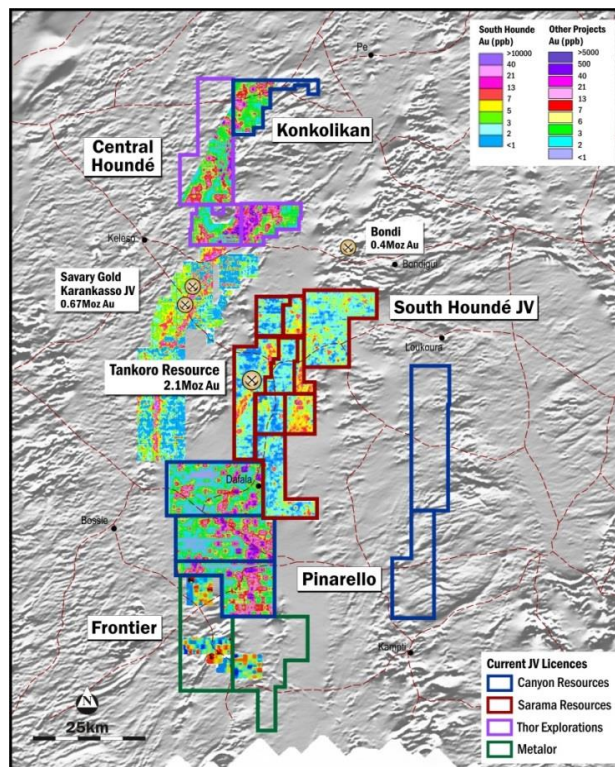 South Hounde
Au (ppb)
>10000
40
21
13
7
5
3
2
<1
Other Projects
Au (ppb)
>5000
500
40
21
13
7
6
3
2
<1
Pe
Konkolikan
Central
Houndé
Bondi
0.4Moz Au
Bondigui
Savary Gold
Karankasso JV
0.67Moz Au
South Houndé JV
Loukoura
Tankoro Resource
2.1Moz Au
Dafala
Bossia
Pinarello
Frontier
Kampti
N
25km
Current JV Licences
Canyon Resources
Sarama Resources
Thor Explorations
Metalor